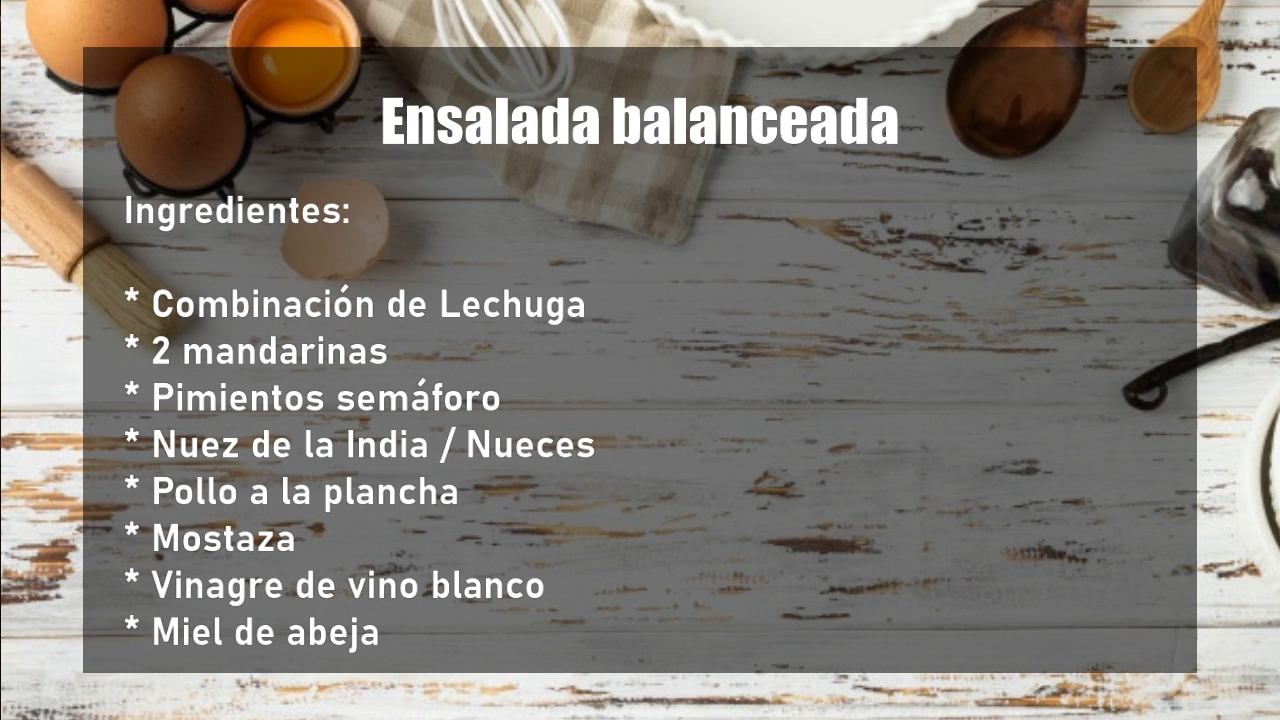 Ensalada balanceada
Ingredientes:
* Combinación de Lechuga
* 2 mandarinas
* Pimientos semáforo
* Nuez de la India / Nueces
* Pollo a la plancha
* Mostaza
* Vinagre de vino blanco
* Miel de abeja